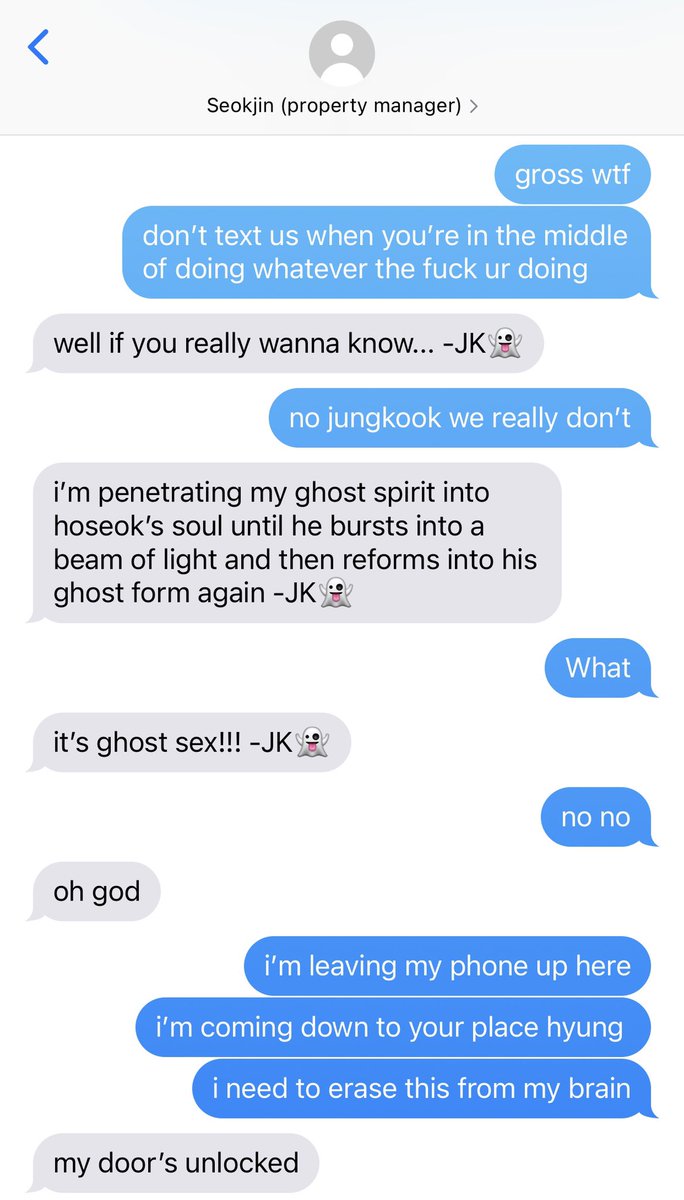 Seokjin (property manager)
gross wtf
don’t text us when you’re in the middle
of doing whatever the fuck ur doing
well if you really wanna know... -JK👻
no jungkook we really don’t
i’m penetrating my ghost spirit into
hoseok’s soul until he bursts into a
beam of light and then reforms into his
ghost form again -JK👻
What
it’s ghost sex!!! -JK👻
no no
oh god
i’m leaving my phone up here
i’m coming down to your place hyung
i need to erase this from my brain
my door’s unlocked